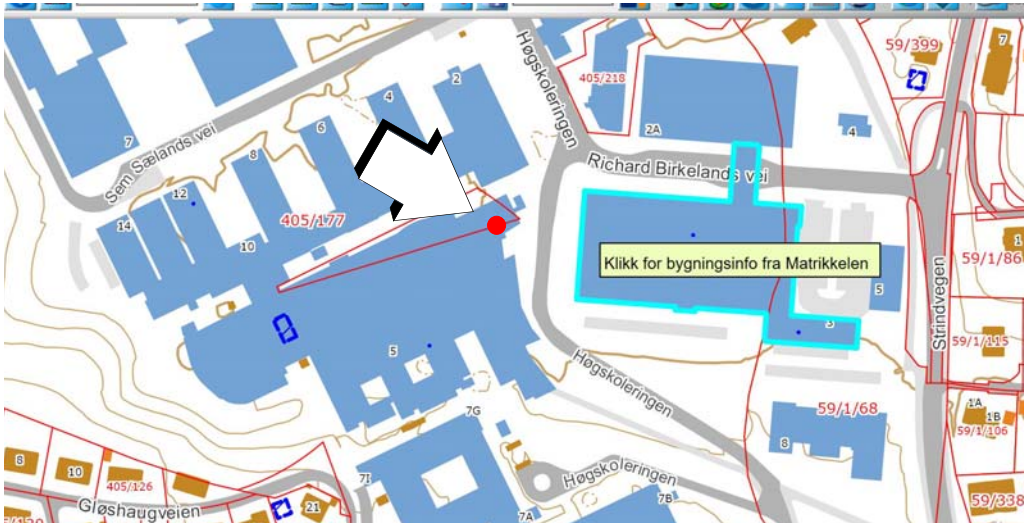 Høgskoleringen
59/399
7
405/218
2
4
6
8
7
Sem Sælands vei
2A
4
Richard Birkelands vei
12
14
405/177
10
Klikk for bygningsinfo fra Matrikkelen
1
59/1/86
5
Strindvegen
5
3
59/1/115
Høgskoleringen
59/1/68
7G
1A
1B
59/1/106
8
8
10
405/126
7I
Høgskoleringen
Gløshaugveien
21
7A
7B
59/338